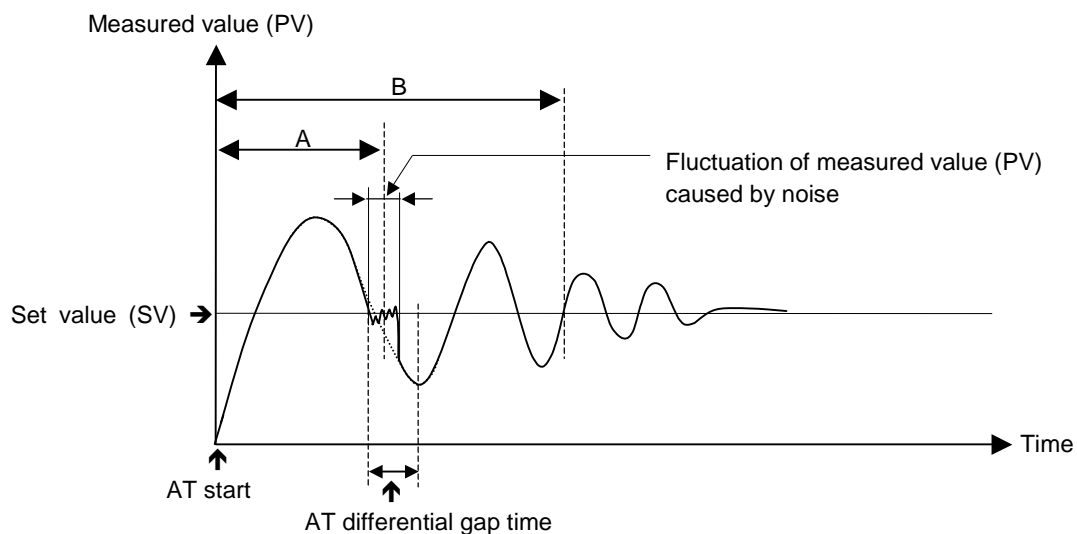 Measured value (PV)
B
A
Fluctuation of measured value (PV)
caused by noise
Set value (SV)
Time
AT start
AT differential gap time